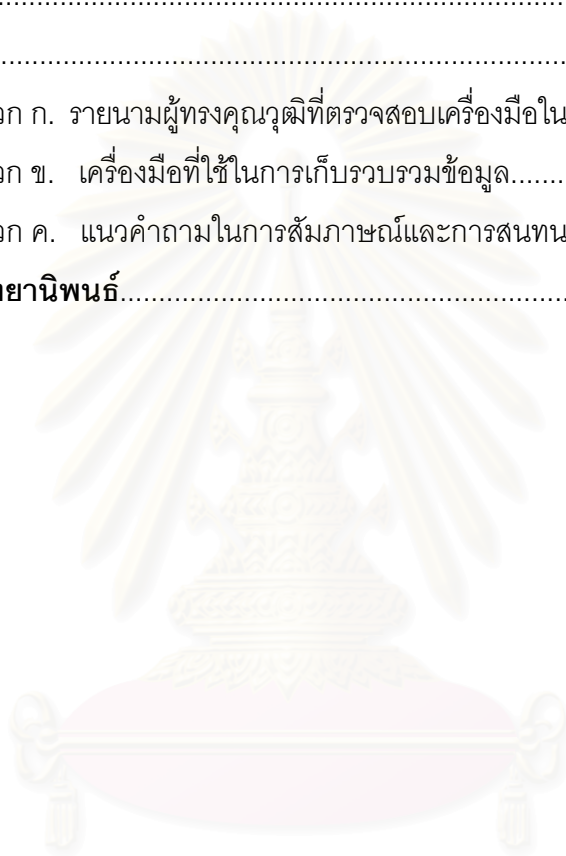 .....................................................................
.....................................................................
วก ก. รายนามผู้ทรงคุณวุฒิที่ตรวจสอบเครื่องมือใน
วก ข. เครื่องมือที่ใช้ในการเก็บรวบรวมข้อมูล.......
วก ค. แนวคำถามในการสัมภาษณ์และการสนทน
ทยานิพนธ์.........................................................